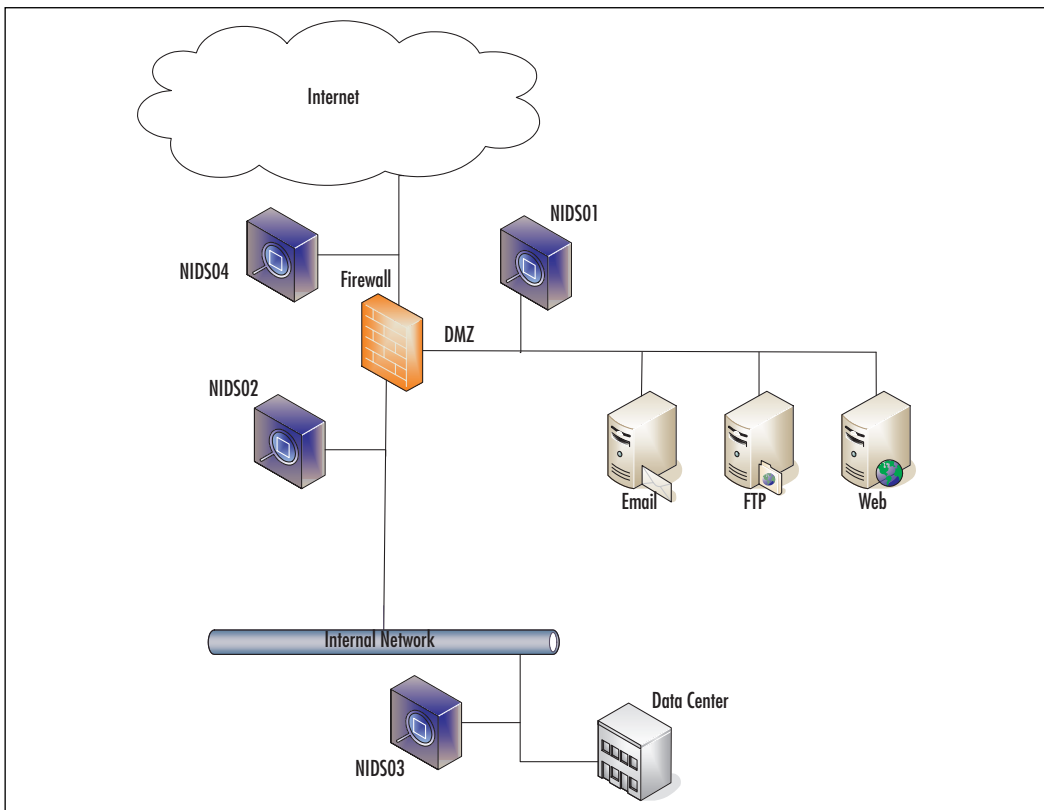 Internet
NIDS01
NIDS04
Firewall
DMZ
NIDS02
Email
FTP
Web
Internal Network
Data Center
NIDS03